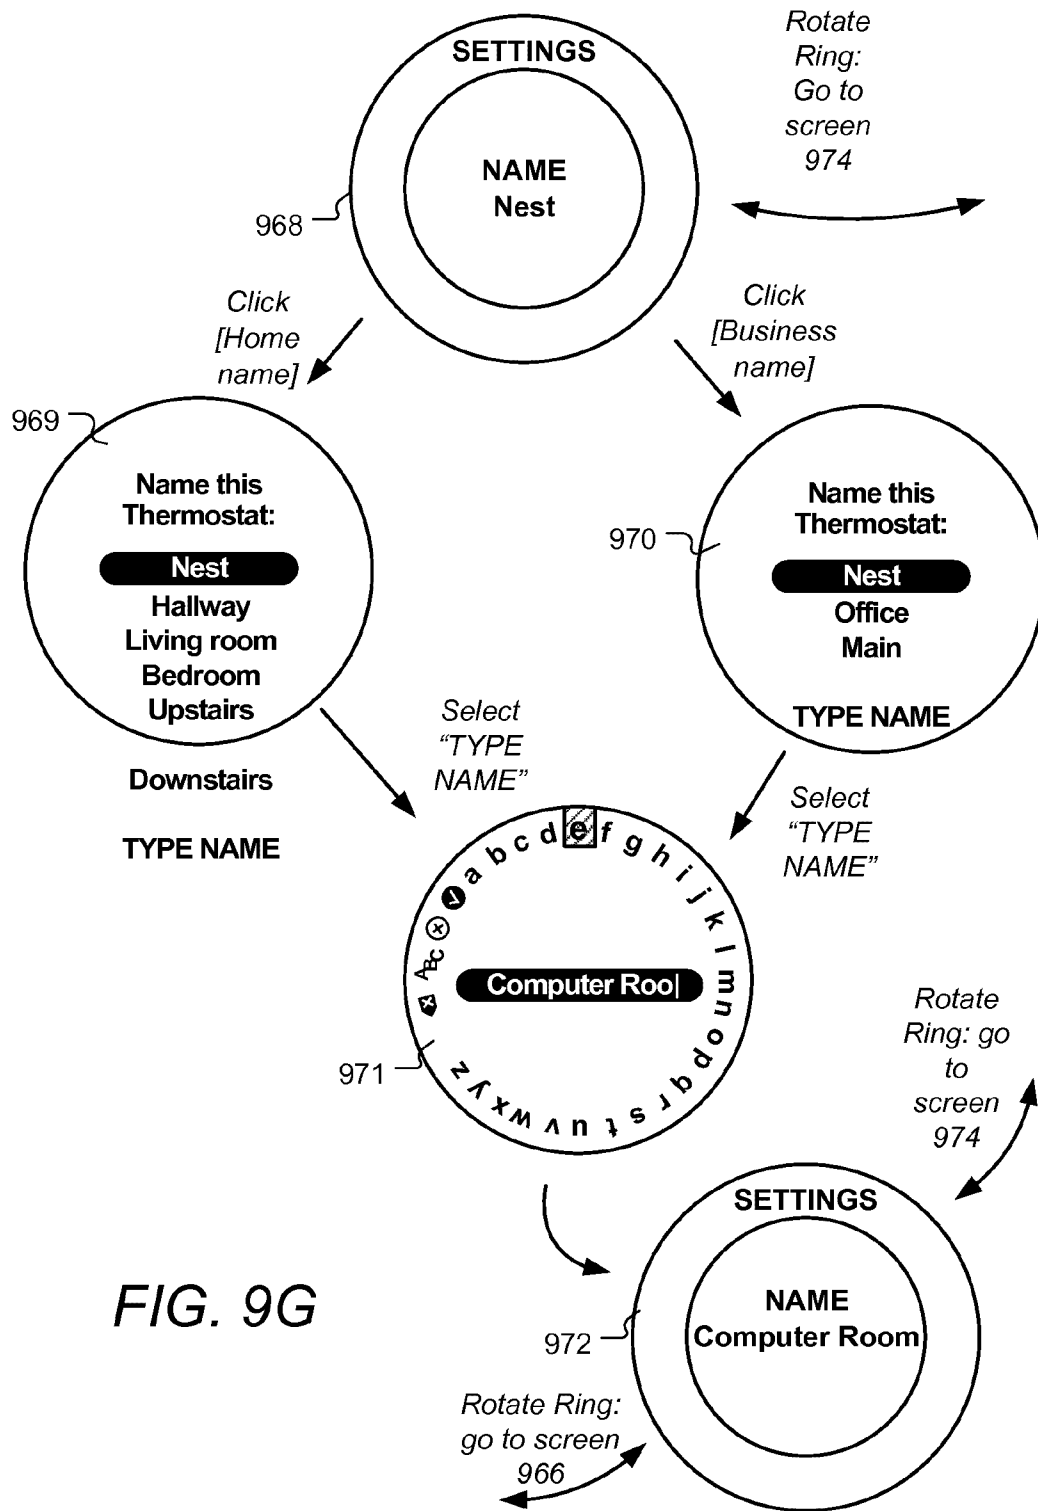 SETTINGS
NAME
Nest
968
Rotate
Ring:
Go to
screen
974
Click
[Home
name]
Click
[Business
name]
969
Name this
Thermostat:
Nest
Hallway
Living room
Bedroom
Upstairs
Downstairs
TYPE NAME
970
Name this
Thermostat:
Nest
Office
Main
TYPE NAME
Select
“TYPE
NAME”
Select
“TYPE
NAME”
a b c d e f g h i j k l m n o p q r s t u v w x y z
ABC
Computer Roo|
971
Rotate
Ring: go
to
screen
974
SETTINGS
NAME
Computer Room
972
Rotate Ring:
go to screen
966
FIG. 9G